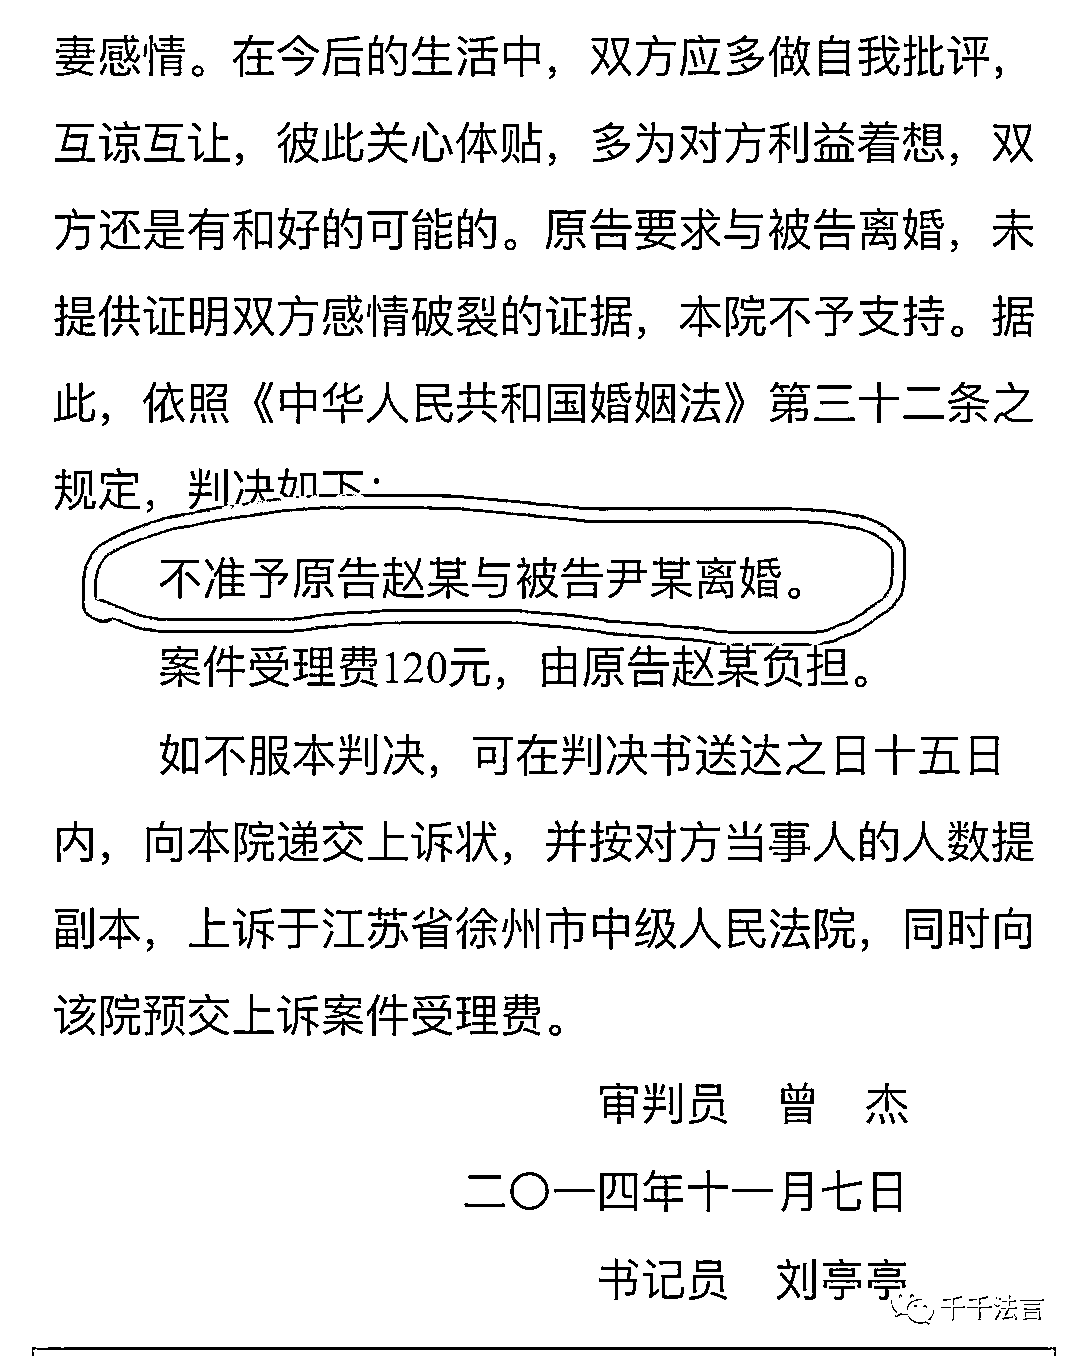 妻感情。在今后的生活中，双方应多做自我批评，
互谅互让，彼此关心体贴，多为对方利益着想，双
方还是有和好的可能的。原告要求与被告离婚，未
提供证明双方感情破裂的证据，本院不予支持。据
此，依照《中华人民共和国婚姻法》第三十二条之
规定，判决如下：
不准予原告赵某与被告尹某离婚。
案件受理费120元，由原告赵某负担。
如不服本判决，可在判决书送达之日十五日
内，向本院递交上诉状，并按对方当事人的人数提
副本，上诉于江苏省徐州市中级人民法院，同时向
该院预交上诉案件受理费。
审判员　曾　杰
二〇一四年十一月七日
书记员　刘亭亭
千千法言